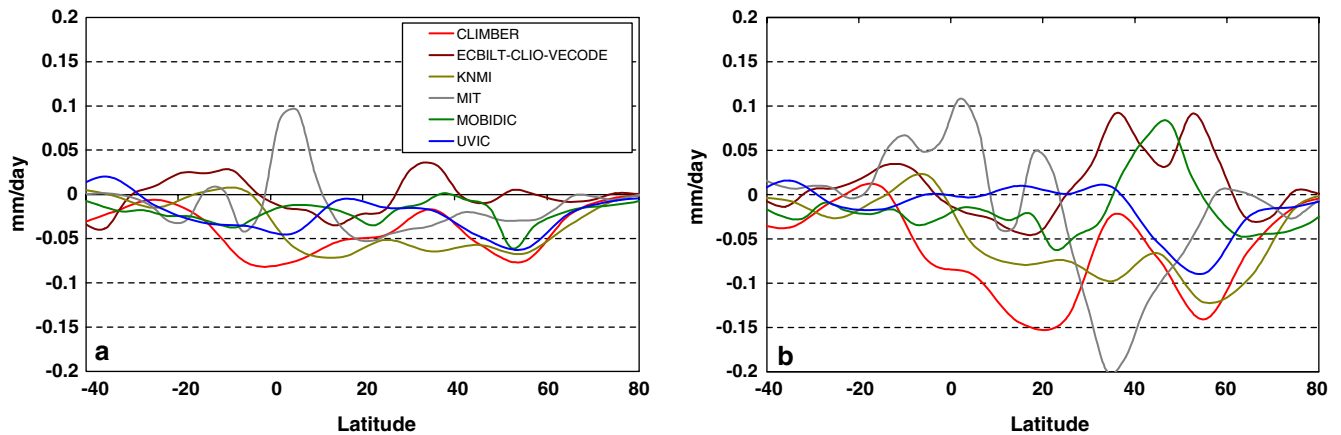 0.2
0.15
0.1
0.05
0
-0.05
-0.1
-0.15
-0.2
mm/day
CLIMBER
ECBILT-CLIO-VECODE
KNMI
MIT
MOBIDIC
UVIC
a
-40 -20 0 20 40 60 80
Latitude
0.2
0.15
0.1
0.05
0
-0.05
-0.1
-0.15
-0.2
mm/day
b
-40 -20 0 20 40 60 80
Latitude